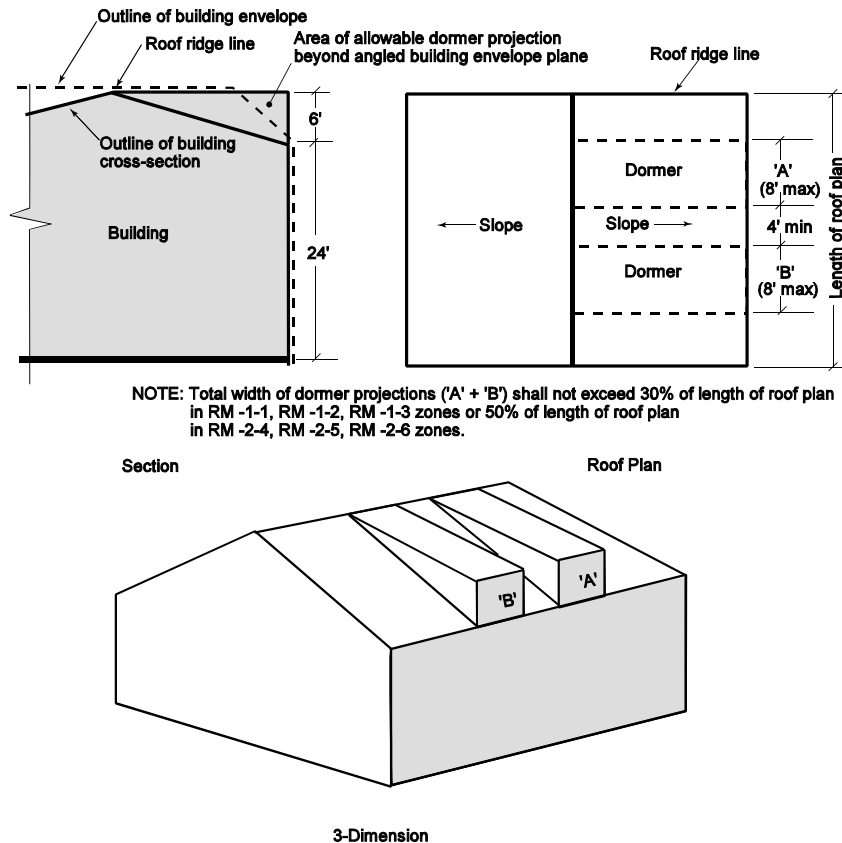 Outline of building envelope
Roof ridge line
Area of allowable dormer projection
beyond angled building envelope plane
6'
Outline of building
cross-section
Building
24'
Roof ridge line
Dormer
'A'
(8' max)
Slope
Slope
4' min
Dormer
'B'
(8' max)
Length of roof plan
NOTE: Total width of dormer projections ('A' + 'B') shall not exceed 30% of length of roof plan
in RM -1-1, RM -1-2, RM -1-3 zones or 50% of length of roof plan
in RM -2-4, RM -2-5, RM -2-6 zones.
Section
Roof Plan
'B'
'A'
3-Dimension